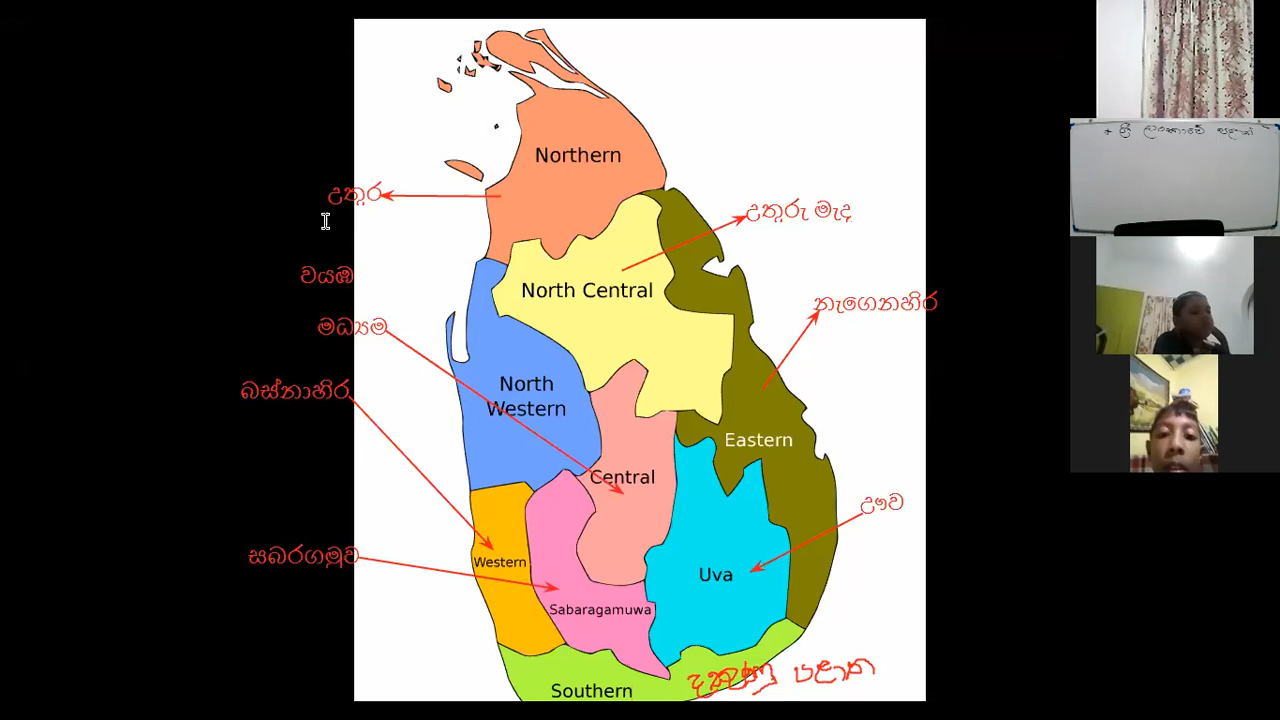 + ශ්‍රී ලංකාවේ පළාත්
Northern
උතුර
උතුරු මැද
වයඹ
North Central
නැගෙනහිර
මධ්‍යම
බස්නාහිර
North
Western
Eastern
Central
ඌව
සබරගමුව
Western
Uva
Sabaragamuwa
දකුණු පළාත
Southern